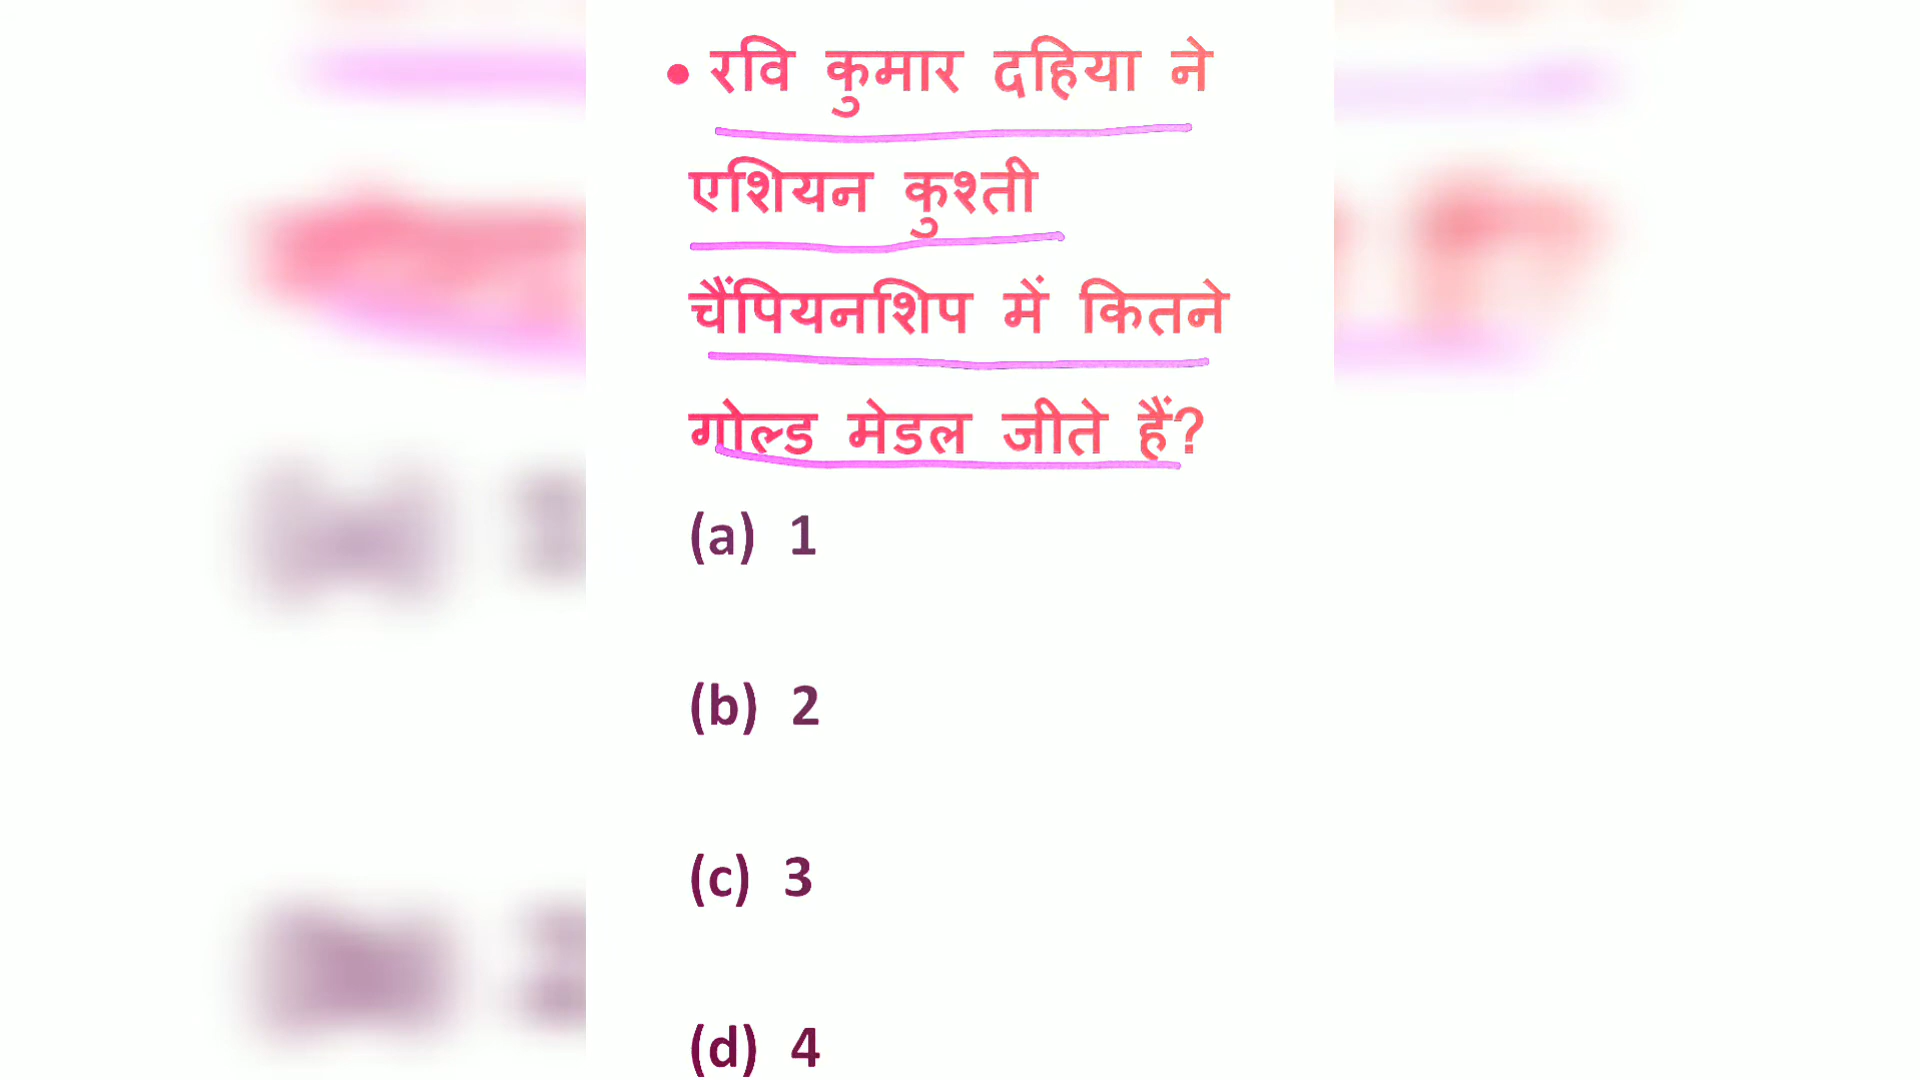 • रवि कुमार दहिया ने
एशियन कुश्ती
चैंपियनशिप में कितने
गोल्ड मेडल जीते हैं?
(a) 1
(b) 2
(c) 3
(d) 4